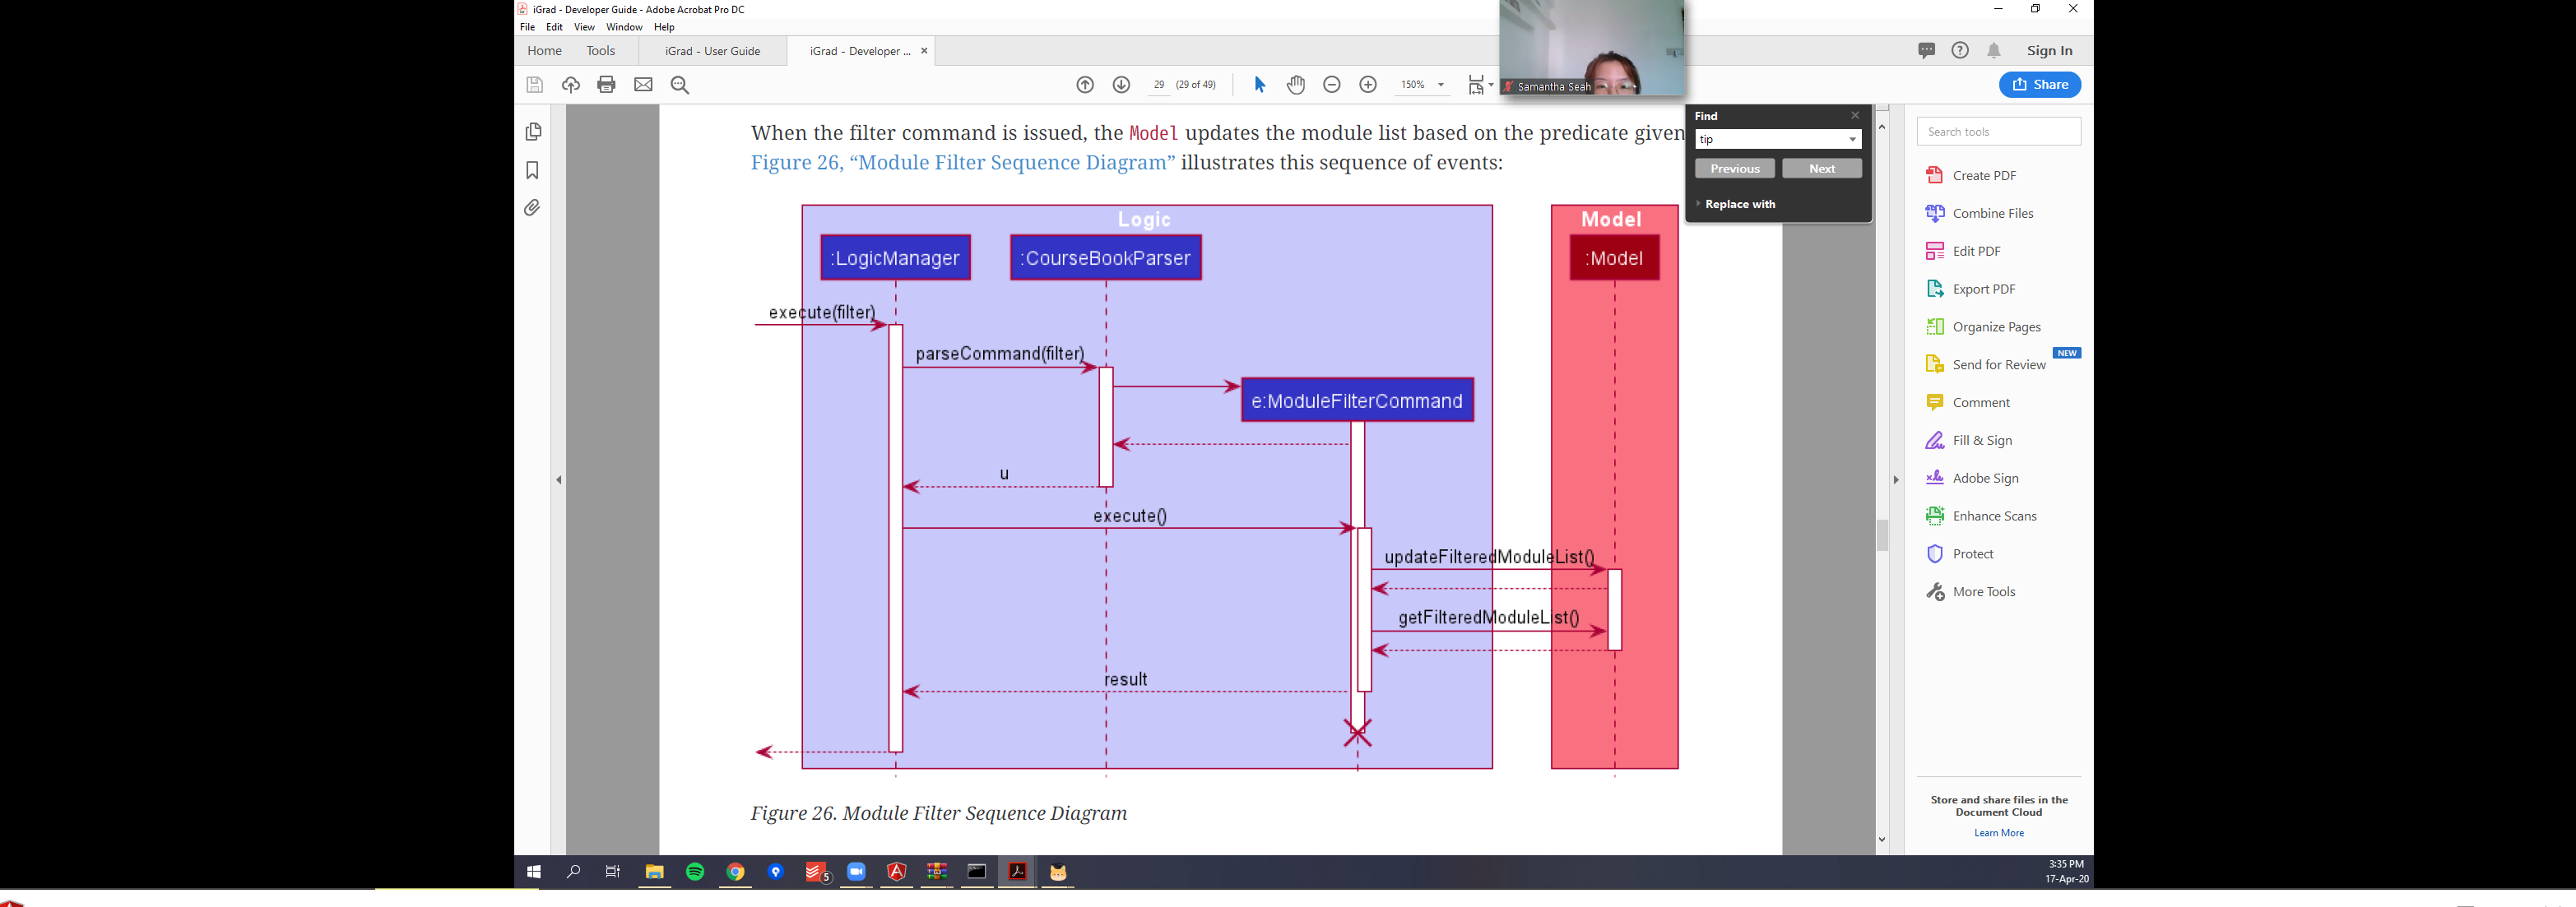 iGrad - Developer Guide - Adobe Acrobat Pro DC
File Edit View Window Help
Home Tools iGrad - User Guide iGrad - Developer ... × Sign In
29 (29 of 49) 150% Share
Samantha Seah
Find
tip
Previous Next
Replace with
When the filter command is issued, the Model updates the module list based on the predicate given
Figure 26, “Module Filter Sequence Diagram” illustrates this sequence of events:
Logic Model
:LogicManager :CourseBookParser :Model
execute(filter)
parseCommand(filter)
e:ModuleFilterCommand
u
execute()
updateFilteredModuleList()
getFilteredModuleList()
result
Figure 26. Module Filter Sequence Diagram
Search tools
Create PDF
Combine Files
Edit PDF
Export PDF
Organize Pages
NEW
Send for Review
Comment
Fill & Sign
Adobe Sign
Enhance Scans
Protect
More Tools
Store and share files in the
Document Cloud
Learn More
5
3:35 PM
17-Apr-20